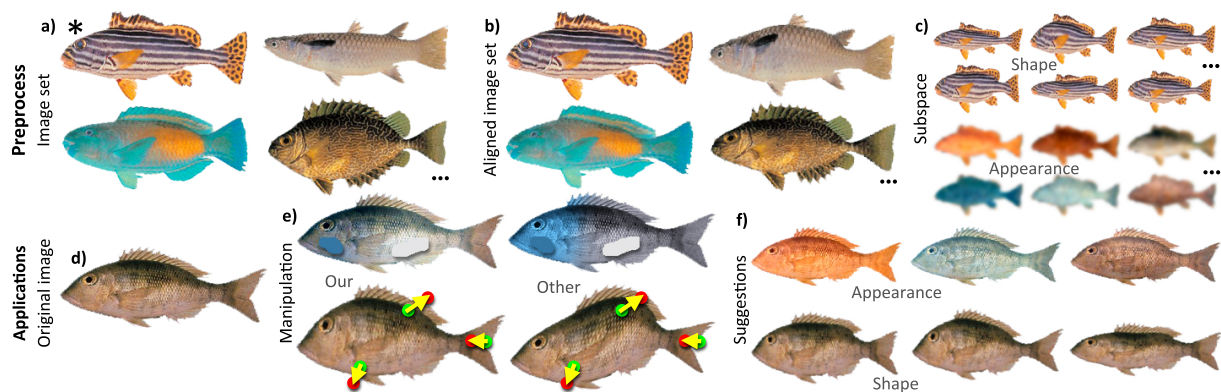 a)
*
b)
c)
Preprocess
Image set
...
Aligned image set
...
Subspace
Shape
...
Appearance
...
Applications
Original image
d)
e)
Manipulation
Our
Other
f)
Suggestions
Appearance
Shape